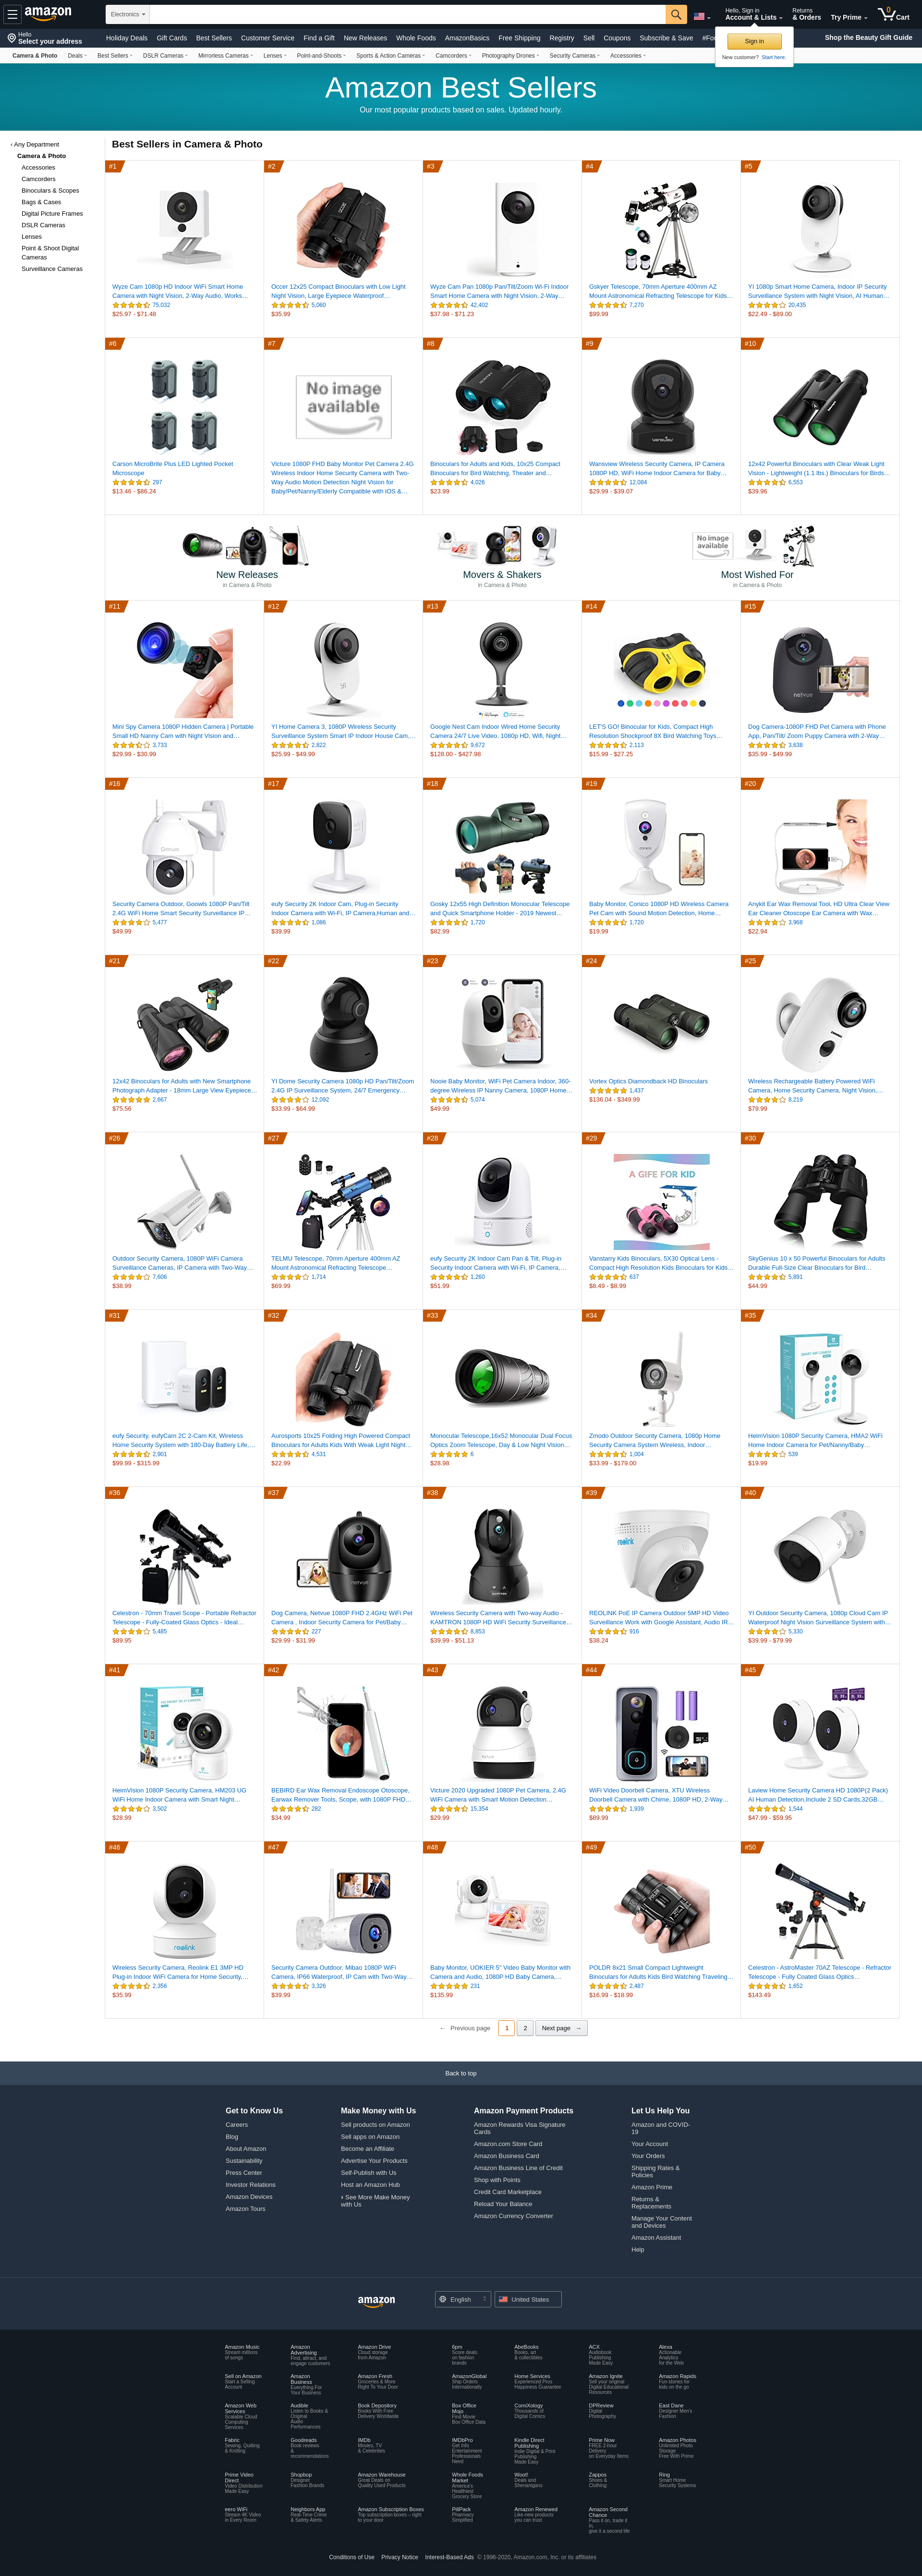 amazon
Electronics
Hello, Sign in
Account & Lists
Returns
& Orders
Try Prime
0
Cart
Hello
Select your address
Holiday Deals Gift Cards Best Sellers Customer Service Find a Gift New Releases Whole Foods AmazonBasics Free Shipping Registry Sell Coupons Subscribe & Save
Shop the Beauty Gift Guide
Sign in
New customer? Start here.
Camera & Photo Deals Best Sellers DSLR Cameras Mirrorless Cameras Lenses Point-and-Shoots Sports & Action Cameras Camcorders Photography Drones Security Cameras Accessories
Amazon Best Sellers
Our most popular products based on sales. Updated hourly.
‹ Any Department
Camera & Photo
Accessories
Camcorders
Binoculars & Scopes
Bags & Cases
Digital Picture Frames
DSLR Cameras
Lenses
Point & Shoot Digital
Cameras
Surveillance Cameras
Best Sellers in Camera & Photo
#1
Wyze Cam 1080p HD Indoor WiFi Smart Home
Camera with Night Vision, 2-Way Audio, Works…
75,032
$25.97 - $71.48
#2
Occer 12x25 Compact Binoculars with Low Light
Night Vision, Large Eyepiece Waterproof…
5,060
$35.99
#3
Wyze Cam Pan 1080p Pan/Tilt/Zoom Wi-Fi Indoor
Smart Home Camera with Night Vision, 2-Way…
42,402
$37.98 - $71.23
#4
Gskyer Telescope, 70mm Aperture 400mm AZ
Mount Astronomical Refracting Telescope for Kids…
7,270
$99.99
#5
YI 1080p Smart Home Camera, Indoor IP Security
Surveillance System with Night Vision, AI Human…
20,435
$22.49 - $89.00
#6
Carson MicroBrite Plus LED Lighted Pocket
Microscope
297
$13.46 - $86.24
#7
No image
available
Victure 1080P FHD Baby Monitor Pet Camera 2.4G
Wireless Indoor Home Security Camera with Two-
Way Audio Motion Detection Night Vision for
Baby/Pet/Nanny/Elderly Compatible with iOS &…
#8
Binoculars for Adults and Kids, 10x25 Compact
Binoculars for Bird Watching, Theater and…
4,026
$23.99
#9
Wansview Wireless Security Camera, IP Camera
1080P HD, WiFi Home Indoor Camera for Baby…
12,084
$29.99 - $39.07
#10
12x42 Powerful Binoculars with Clear Weak Light
Vision - Lightweight (1.1 lbs.) Binoculars for Birds…
6,553
$39.96
New Releases
in Camera & Photo
Movers & Shakers
in Camera & Photo
No image
available
Most Wished For
in Camera & Photo
#11
Mini Spy Camera 1080P Hidden Camera | Portable
Small HD Nanny Cam with Night Vision and…
3,733
$29.99 - $30.99
#12
YI Home Camera 3, 1080P Wireless Security
Surveillance System Smart IP Indoor House Cam,…
2,822
$25.99 - $49.99
#13
Google Nest Cam Indoor Wired Home Security
Camera 24/7 Live Video, 1080p HD, Wifi, Night…
9,672
$128.00 - $427.98
#14
LET'S GO! Binocular for Kids, Compact High
Resolution Shockproof 8X Bird Watching Toys…
2,113
$15.99 - $27.25
#15
netvue
Dog Camera-1080P FHD Pet Camera with Phone
App, Pan/Tilt/ Zoom Puppy Camera with 2-Way…
3,638
$35.99 - $49.99
#16
Security Camera Outdoor, Goowls 1080P Pan/Tilt
2.4G WiFi Home Smart Security Surveillance IP…
5,477
$49.99
#17
eufy Security 2K Indoor Cam, Plug-in Security
Indoor Camera with Wi-Fi, IP Camera,Human and…
1,086
$39.99
#18
Gosky 12x55 High Definition Monocular Telescope
and Quick Smartphone Holder - 2019 Newest…
1,720
$82.99
#19
Baby Monitor, Conico 1080P HD Wireless Camera
Pet Cam with Sound Motion Detection, Home…
1,720
$19.99
#20
Anykit Ear Wax Removal Tool, HD Ultra Clear View
Ear Cleaner Otoscope Ear Camera with Wax…
3,968
$22.94
#21
12x42 Binoculars for Adults with New Smartphone
Photograph Adapter - 18mm Large View Eyepiece…
2,667
$75.56
#22
YI Dome Security Camera 1080p HD Pan/Tilt/Zoom
2.4G IP Surveillance System, 24/7 Emergency…
12,092
$33.99 - $64.99
#23
Nooie Baby Monitor, WiFi Pet Camera Indoor, 360-
degree Wireless IP Nanny Camera, 1080P Home…
5,074
$49.99
#24
Vortex Optics Diamondback HD Binoculars
1,437
$136.04 - $349.99
#25
Wireless Rechargeable Battery Powered WiFi
Camera, Home Security Camera, Night Vision,…
8,219
$79.99
#26
Outdoor Security Camera, 1080P WiFi Camera
Surveillance Cameras, IP Camera with Two-Way…
7,606
$38.99
#27
TELMU Telescope, 70mm Aperture 400mm AZ
Mount Astronomical Refracting Telescope…
1,714
$69.99
#28
eufy Security 2K Indoor Cam Pan & Tilt, Plug-in
Security Indoor Camera with Wi-Fi, IP Camera,…
1,260
$51.99
#29
A GIFE FOR KID
Vanstarry Kids Binoculars, 5X30 Optical Lens -
Compact High Resolution Kids Binoculars for Kids…
637
$6.49 - $8.99
#30
SkyGenius 10 x 50 Powerful Binoculars for Adults
Durable Full-Size Clear Binoculars for Bird…
5,891
$44.99
#31
eufy Security, eufyCam 2C 2-Cam Kit, Wireless
Home Security System with 180-Day Battery Life,…
2,901
$99.99 - $315.99
#32
Aurosports 10x25 Folding High Powered Compact
Binoculars for Adults Kids With Weak Light Night…
4,531
$22.99
#33
Monocular Telescope,16x52 Monocular Dual Focus
Optics Zoom Telescope, Day & Low Night Vision…
6
$28.98
#34
Zmodo Outdoor Security Camera, 1080p Home
Security Camera System Wireless, Indoor…
1,004
$33.99 - $179.00
#35
HeimVision 1080P Security Camera, HMA2 WiFi
Home Indoor Camera for Pet/Nanny/Baby…
539
$19.99
#36
Celestron - 70mm Travel Scope - Portable Refractor
Telescope - Fully-Coated Glass Optics - Ideal…
5,485
$89.95
#37
netvue
Dog Camera, Netvue 1080P FHD 2.4GHz WiFi Pet
Camera , Indoor Security Camera for Pet/Baby…
227
$29.99 - $31.99
#38
Wireless Security Camera with Two-way Audio -
KAMTRON 1080P HD WiFi Security Surveillance…
8,853
$39.99 - $51.13
#39
reolink
REOLINK PoE IP Camera Outdoor 5MP HD Video
Surveillance Work with Google Assistant, Audio IR…
916
$38.24
#40
YI Outdoor Security Camera, 1080p Cloud Cam IP
Waterproof Night Vision Surveillance System with…
5,330
$39.99 - $79.99
#41
HeimVision 1080P Security Camera, HM203 UG
WiFi Home Indoor Camera with Smart Night…
3,502
$28.99
#42
BEBIRD Ear Wax Removal Endoscope Otoscope,
Earwax Remover Tools, Scope, with 1080P FHD…
282
$34.99
#43
Victure 2020 Upgraded 1080P Pet Camera, 2.4G
WiFi Camera with Smart Motion Detection…
15,354
$29.99
#44
WiFi Video Doorbell Camera, XTU Wireless
Doorbell Camera with Chime, 1080P HD, 2-Way…
1,939
$89.99
#45
Laview Home Security Camera HD 1080P(2 Pack)
AI Human Detection,Include 2 SD Cards,32GB…
1,544
$47.99 - $59.95
#46
reolink
Wireless Security Camera, Reolink E1 3MP HD
Plug-in Indoor WiFi Camera for Home Security,…
2,356
$35.99
#47
Security Camera Outdoor, Mibao 1080P WiFi
Camera, IP66 Waterproof, IP Cam with Two-Way…
3,326
$39.99
#48
Baby Monitor, UOKIER 5" Video Baby Monitor with
Camera and Audio, 1080P HD Baby Camera,…
231
$135.99
#49
POLDR 8x21 Small Compact Lightweight
Binoculars for Adults Kids Bird Watching Traveling…
2,487
$16.99 - $18.99
#50
Celestron - AstroMaster 70AZ Telescope - Refractor
Telescope - Fully Coated Glass Optics…
1,652
$143.49
← Previous page 1 2 Next page →
Back to top
Get to Know Us
Careers
Blog
About Amazon
Sustainability
Press Center
Investor Relations
Amazon Devices
Amazon Tours
Make Money with Us
Sell products on Amazon
Sell apps on Amazon
Become an Affiliate
Advertise Your Products
Self-Publish with Us
Host an Amazon Hub
› See More Make Money
with Us
Amazon Payment Products
Amazon Rewards Visa Signature
Cards
Amazon.com Store Card
Amazon Business Card
Amazon Business Line of Credit
Shop with Points
Credit Card Marketplace
Reload Your Balance
Amazon Currency Converter
Let Us Help You
Amazon and COVID-
19
Your Account
Your Orders
Shipping Rates &
Policies
Amazon Prime
Returns &
Replacements
Manage Your Content
and Devices
Amazon Assistant
Help
amazon
English
United States
Amazon Music
Stream millions
of songs
Amazon
Advertising
Find, attract, and
engage customers
Amazon Drive
Cloud storage
from Amazon
6pm
Score deals
on fashion
brands
AbeBooks
Books, art
& collectibles
ACX
Audiobook
Publishing
Made Easy
Alexa
Actionable
Analytics
for the Web
Sell on Amazon
Start a Selling
Account
Amazon
Business
Everything For
Your Business
Amazon Fresh
Groceries & More
Right To Your Door
AmazonGlobal
Ship Orders
Internationally
Home Services
Experienced Pros
Happiness Guarantee
Amazon Ignite
Sell your original
Digital Educational
Resources
Amazon Rapids
Fun stories for
kids on the go
Amazon Web
Services
Scalable Cloud
Computing
Services
Audible
Listen to Books &
Original
Audio
Performances
Book Depository
Books With Free
Delivery Worldwide
Box Office
Mojo
Find Movie
Box Office Data
ComiXology
Thousands of
Digital Comics
DPReview
Digital
Photography
East Dane
Designer Men's
Fashion
Fabric
Sewing, Quilting
& Knitting
Goodreads
Book reviews
&
recommendations
IMDb
Movies, TV
& Celebrities
IMDbPro
Get Info
Entertainment
Professionals
Need
Kindle Direct
Publishing
Indie Digital & Print
Publishing
Made Easy
Prime Now
FREE 2-hour
Delivery
on Everyday Items
Amazon Photos
Unlimited Photo
Storage
Free With Prime
Prime Video
Direct
Video Distribution
Made Easy
Shopbop
Designer
Fashion Brands
Amazon Warehouse
Great Deals on
Quality Used Products
Whole Foods
Market
America's
Healthiest
Grocery Store
Woot!
Deals and
Shenanigans
Zappos
Shoes &
Clothing
Ring
Smart Home
Security Systems
eero WiFi
Stream 4K Video
in Every Room
Neighbors App
Real-Time Crime
& Safety Alerts
Amazon Subscription Boxes
Top subscription boxes – right
to your door
PillPack
Pharmacy
Simplified
Amazon Renewed
Like-new products
you can trust
Amazon Second
Chance
Pass it on, trade it
in,
give it a second life
Conditions of Use Privacy Notice Interest-Based Ads © 1996-2020, Amazon.com, Inc. or its affiliates